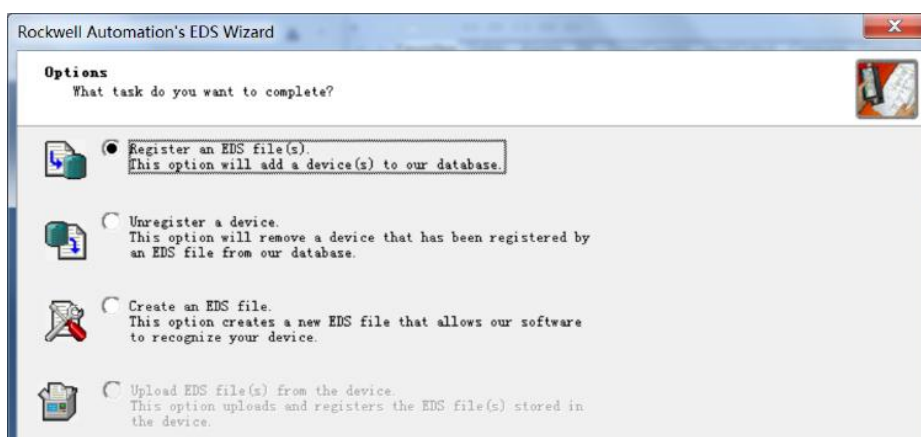 Rockwell Automation's EDS Wizard
Options
What task do you want to complete?
Register an EDS file(s).
This option will add a device(s) to our database.
Unregister a device.
This option will remove a device that has been registered by
an EDS file from our database.
Create an EDS file.
This option creates a new EDS file that allows our software
to recognize your device.
Upload EDS file(s) from the device.
This option uploads and registers the EDS file(s) stored in
the device.